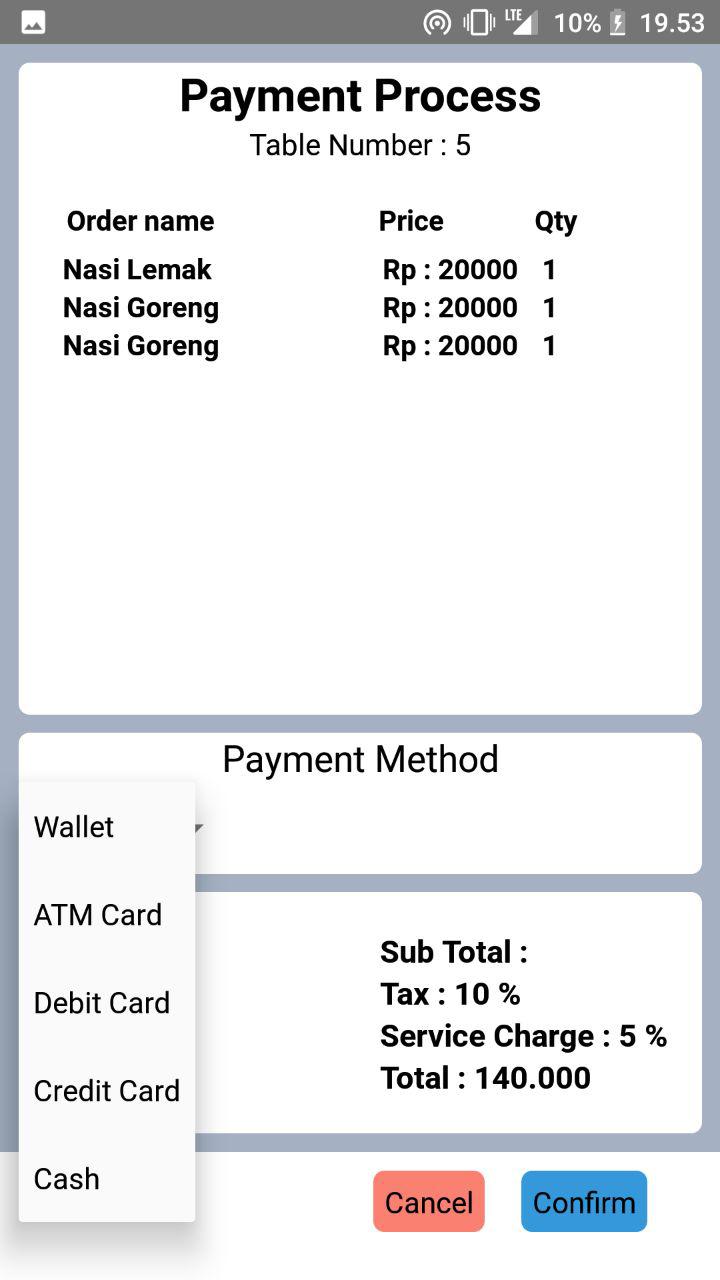 LTE 10% 19.53
Payment Process
Table Number : 5
Order name Price Qty
Nasi Lemak Rp : 20000 1
Nasi Goreng Rp : 20000 1
Nasi Goreng Rp : 20000 1
Payment Method
Wallet
ATM Card
Debit Card
Credit Card
Cash
Sub Total :
Tax : 10 %
Service Charge : 5 %
Total : 140.000
Cancel Confirm